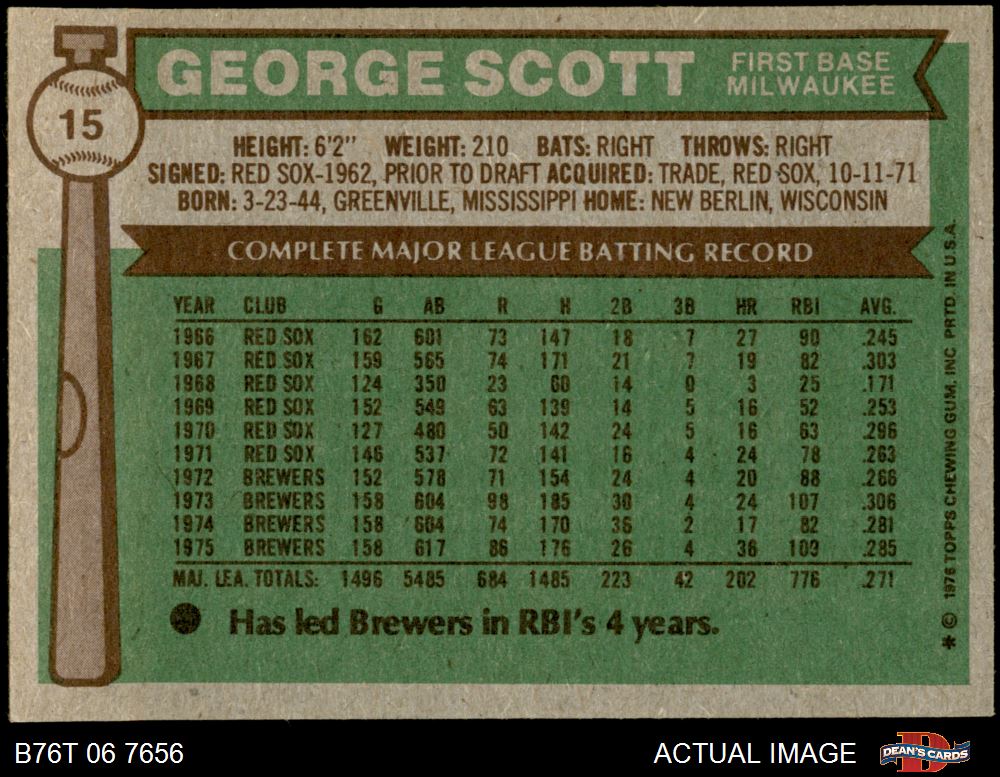 15
GEORGE SCOTT FIRST BASE
MILWAUKEE
HEIGHT: 6'2" WEIGHT: 210 BATS: RIGHT THROWS: RIGHT
SIGNED: RED SOX-1962, PRIOR TO DRAFT ACQUIRED: TRADE, RED SOX, 10-11-71
BORN: 3-23-44, GREENVILLE, MISSISSIPPI HOME: NEW BERLIN, WISCONSIN
COMPLETE MAJOR LEAGUE BATTING RECORD
YEAR CLUB G AB R H 2B 3B HR RBI AVG.
1966 RED SOX 162 601 73 147 18 7 27 90 .245
1967 RED SOX 159 565 74 171 21 7 19 82 .303
1968 RED SOX 124 350 23 60 14 0 3 25 .171
1969 RED SOX 152 549 63 139 14 5 16 52 .253
1970 RED SOX 127 480 50 142 24 5 16 63 .296
1971 RED SOX 146 537 72 141 16 4 24 78 .263
1972 BREWERS 152 578 71 154 24 4 20 88 .266
1973 BREWERS 158 604 98 185 30 4 24 107 .306
1974 BREWERS 158 604 74 170 36 2 17 82 .281
1975 BREWERS 158 617 86 176 26 4 36 109 .285
MAJ. LEA. TOTALS: 1496 5485 684 1485 223 42 202 776 .271
Has led Brewers in RBI's 4 years.
* © 1976 TOPPS CHEWING GUM, INC. PRTD. IN U.S.A.
B76T 06 7656 ACTUAL IMAGE DEAN'S CARDS